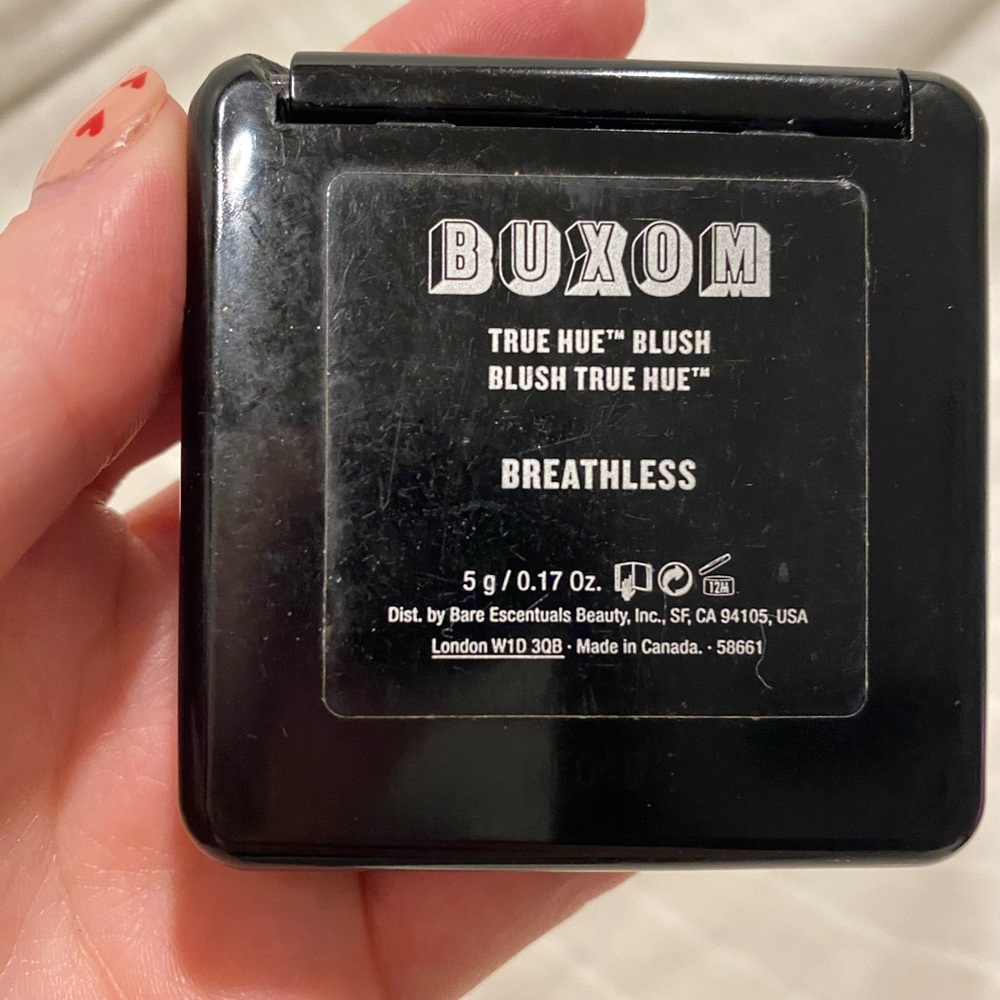 BUXOM
TRUE HUE™ BLUSH
BLUSH TRUE HUE™
BREATHLESS
5 g / 0.17 Oz. 12M
Dist. by Bare Escentuals Beauty, Inc., SF, CA 94105, USA
London W1D 3QB · Made in Canada. · 58661